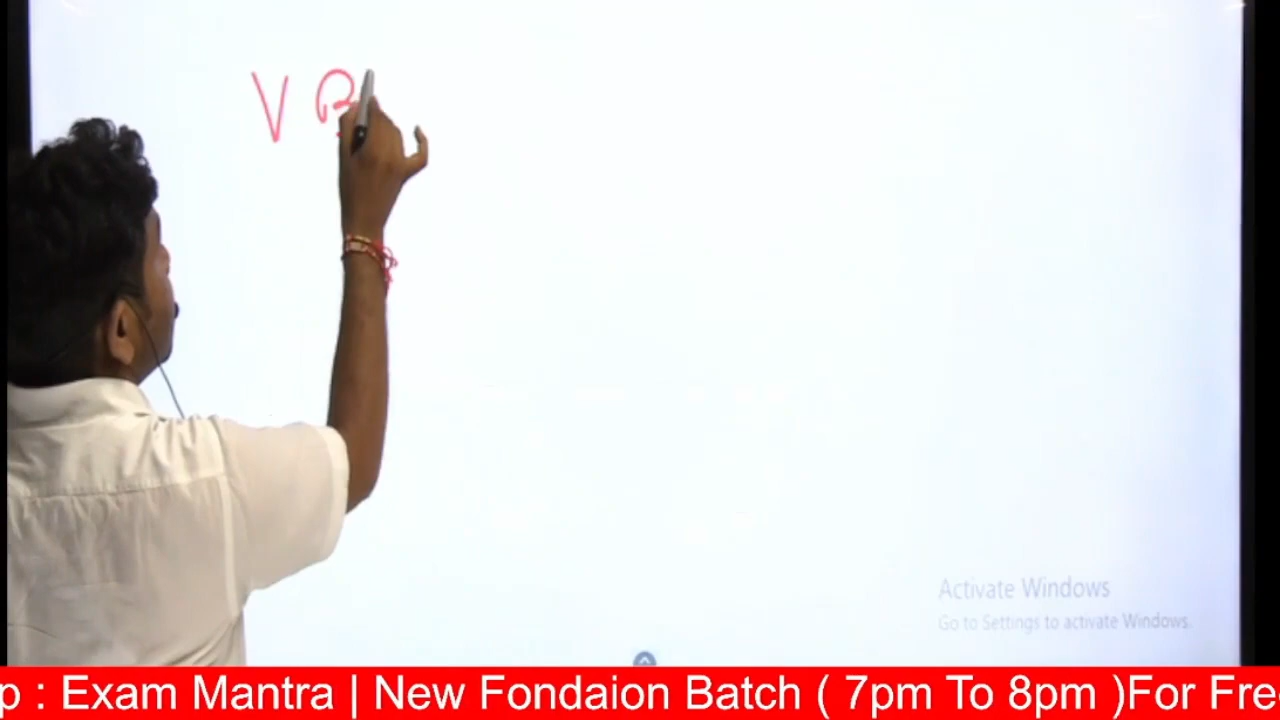 V B
Activate Windows
Go to Settings to activate Windows.
p : Exam Mantra | New Fondaion Batch ( 7pm To 8pm )For Fre